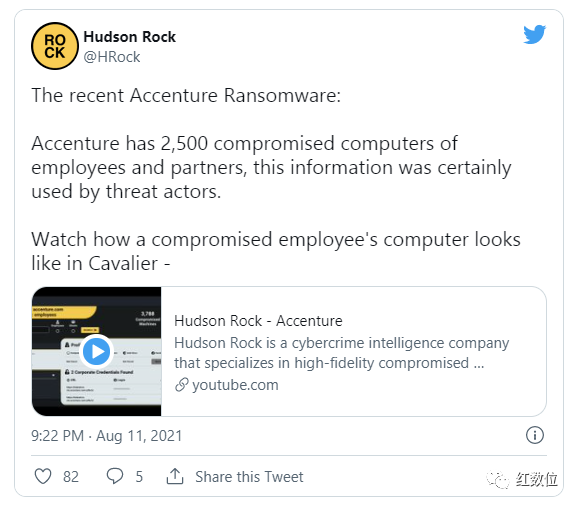 RO
CK
Hudson Rock
@HRock
The recent Accenture Ransomware:
Accenture has 2,500 compromised computers of
employees and partners, this information was certainly
used by threat actors.
Watch how a compromised employee's computer looks
like in Cavalier -
accenture.com
employees
3,788
Compromised
Machines
2 Corporate Credentials Found
Hudson Rock - Accenture
Hudson Rock is a cybercrime intelligence company
that specializes in high-fidelity compromised ...
youtube.com
9:22 PM · Aug 11, 2021
82
5
Share this Tweet
红数位